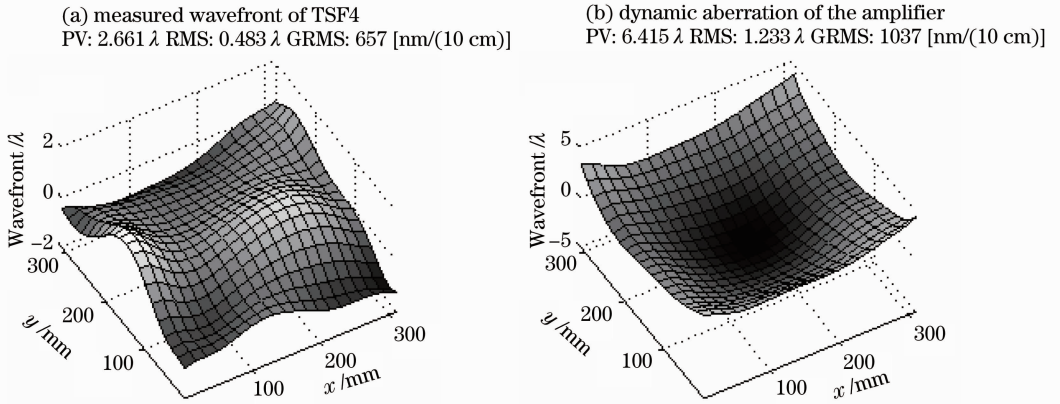 (a) measured wavefront of TSF4
PV: 2.661 λ RMS: 0.483 λ GRMS: 657 [nm/(10 cm)]
Wavefront /λ
2
0
−2
300
200
100
y /mm
100
200
300
x /mm
(b) dynamic aberration of the amplifier
PV: 6.415 λ RMS: 1.233 λ GRMS: 1037 [nm/(10 cm)]
Wavefront /λ
5
0
−5
300
200
100
y /mm
100
200
300
x /mm